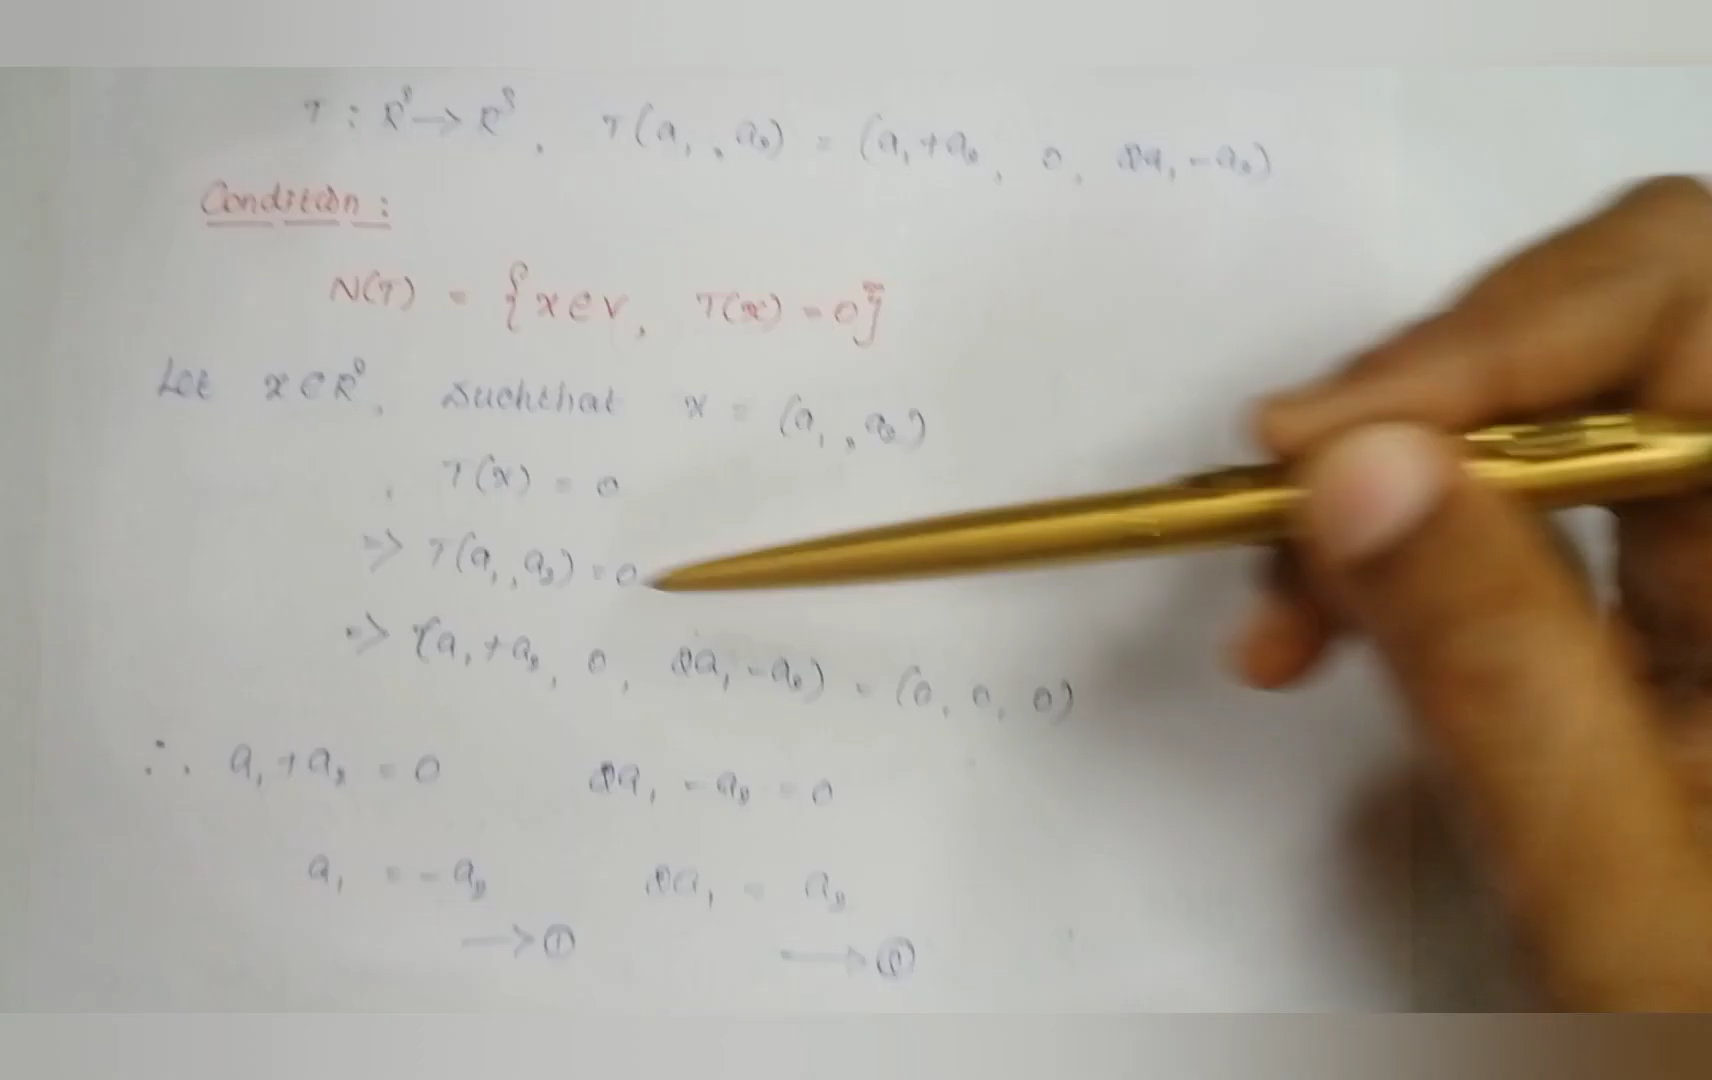 T : R² → R³, T(a₁, a₂) = (a₁+a₂, 0, 2a₁-a₂)
Condition :
N(T) = {x∈V, T(x) = 0}
Let x∈R², Suchthat x = (a₁, a₂)
T(x) = 0
⇒ T(a₁, a₂) = 0
⇒ (a₁+a₂, 0, 2a₁-a₂) = (0, 0, 0)
∴ a₁+a₂ = 0 2a₁ - a₂ = 0
a₁ = -a₂ 2a₁ = a₂
→ ① → ②